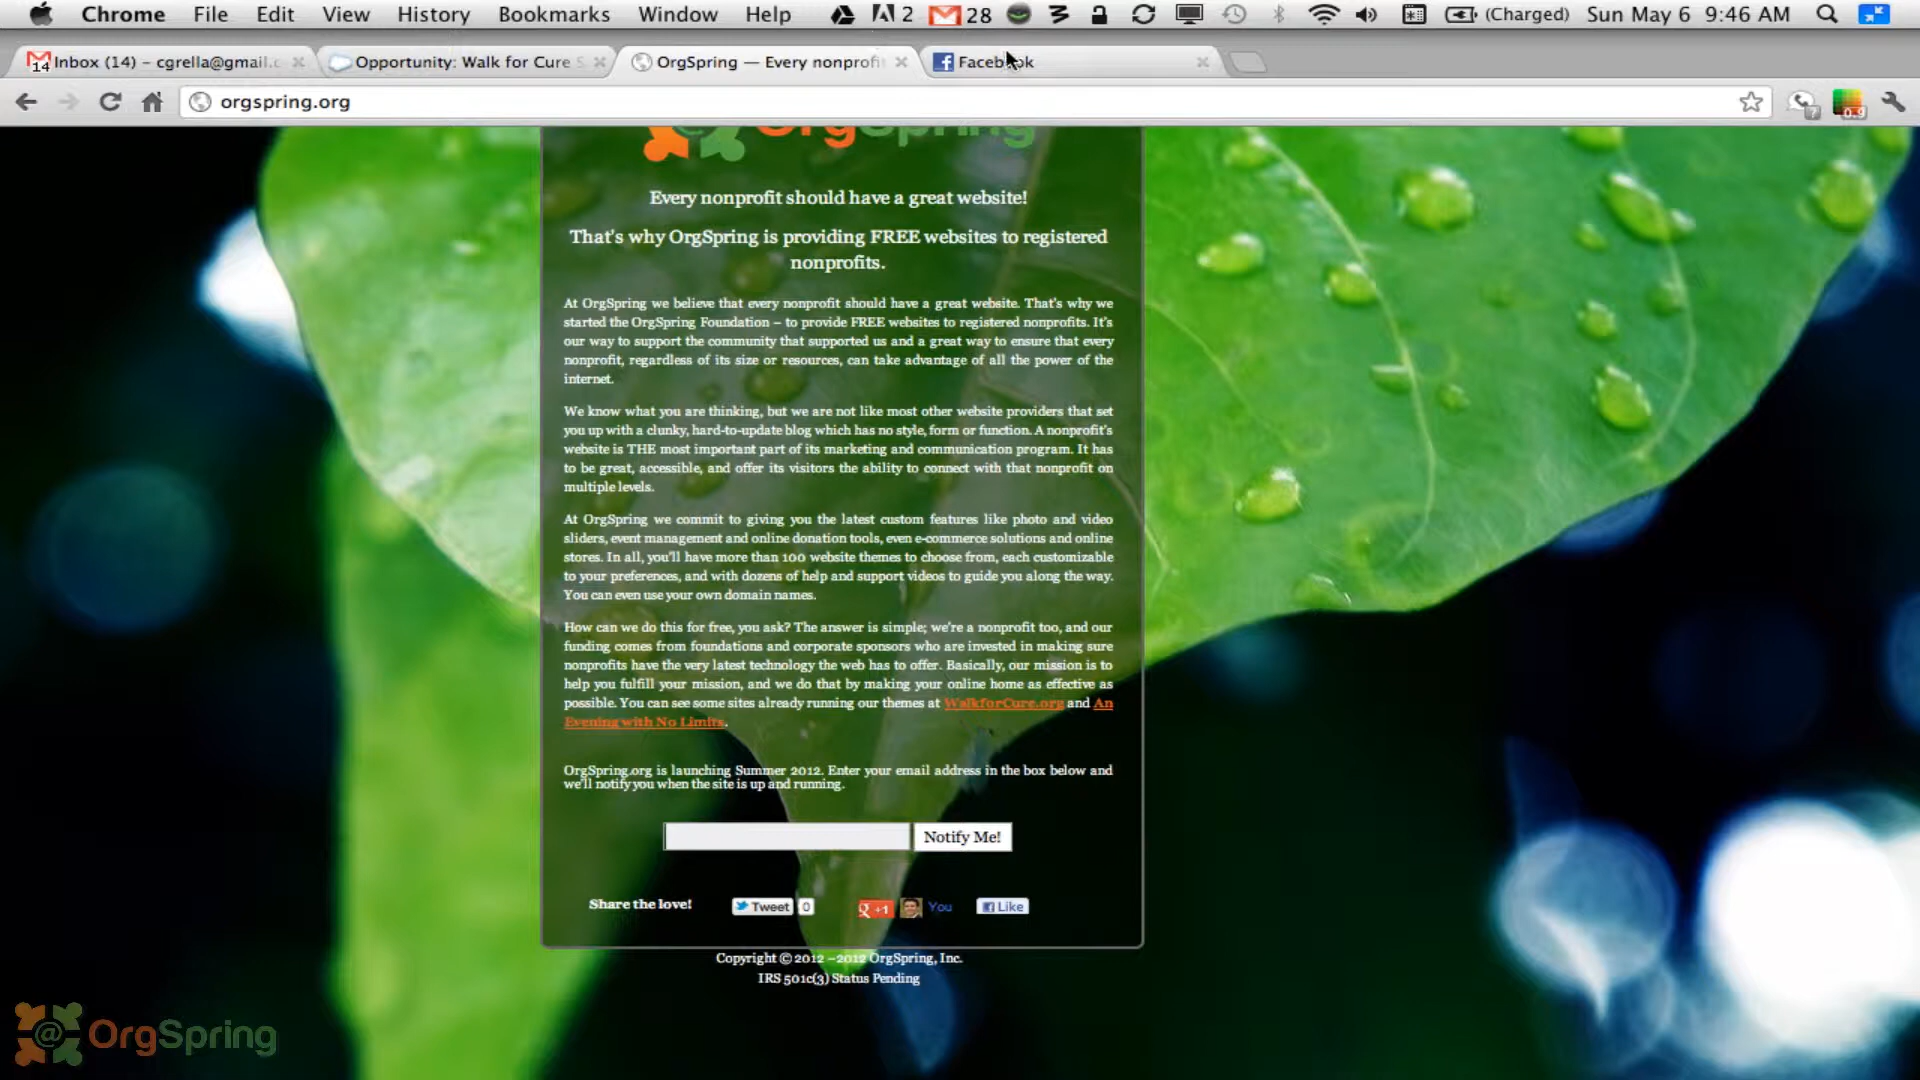 Chrome File Edit View History Bookmarks Window Help 2 28 (Charged) Sun May 6 9:46 AM
14 Inbox (14) – cgrella@gmail.c Opportunity: Walk for Cure S OrgSpring — Every nonprofi Facebook
orgspring.org 7 0.9
OrgSpring
Every nonprofit should have a great website!
That's why OrgSpring is providing FREE websites to registered
nonprofits.
At OrgSpring we believe that every nonprofit should have a great website. That's why we
started the OrgSpring Foundation – to provide FREE websites to registered nonprofits. It's
our way to support the community that supported us and a great way to ensure that every
nonprofit, regardless of its size or resources, can take advantage of all the power of the
internet.
We know what you are thinking, but we are not like most other website providers that set
you up with a clunky, hard-to-update blog which has no style, form or function. A nonprofit's
website is THE most important part of its marketing and communication program. It has
to be great, accessible, and offer its visitors the ability to connect with that nonprofit on
multiple levels.
At OrgSpring we commit to giving you the latest custom features like photo and video
sliders, event management and online donation tools, even e-commerce solutions and online
stores. In all, you'll have more than 100 website themes to choose from, each customizable
to your preferences, and with dozens of help and support videos to guide you along the way.
You can even use your own domain names.
How can we do this for free, you ask? The answer is simple; we're a nonprofit too, and our
funding comes from foundations and corporate sponsors who are invested in making sure
nonprofits have the very latest technology the web has to offer. Basically, our mission is to
help you fulfill your mission, and we do that by making your online home as effective as
possible. You can see some sites already running our themes at WalkforCure.org and An
Evening with No Limits.
OrgSpring.org is launching Summer 2012. Enter your email address in the box below and
we'll notify you when the site is up and running.
Notify Me!
Share the love! Tweet 0 g +1 You Like
Copyright © 2012 –2012 OrgSpring, Inc.
IRS 501c(3) Status Pending
@ OrgSpring